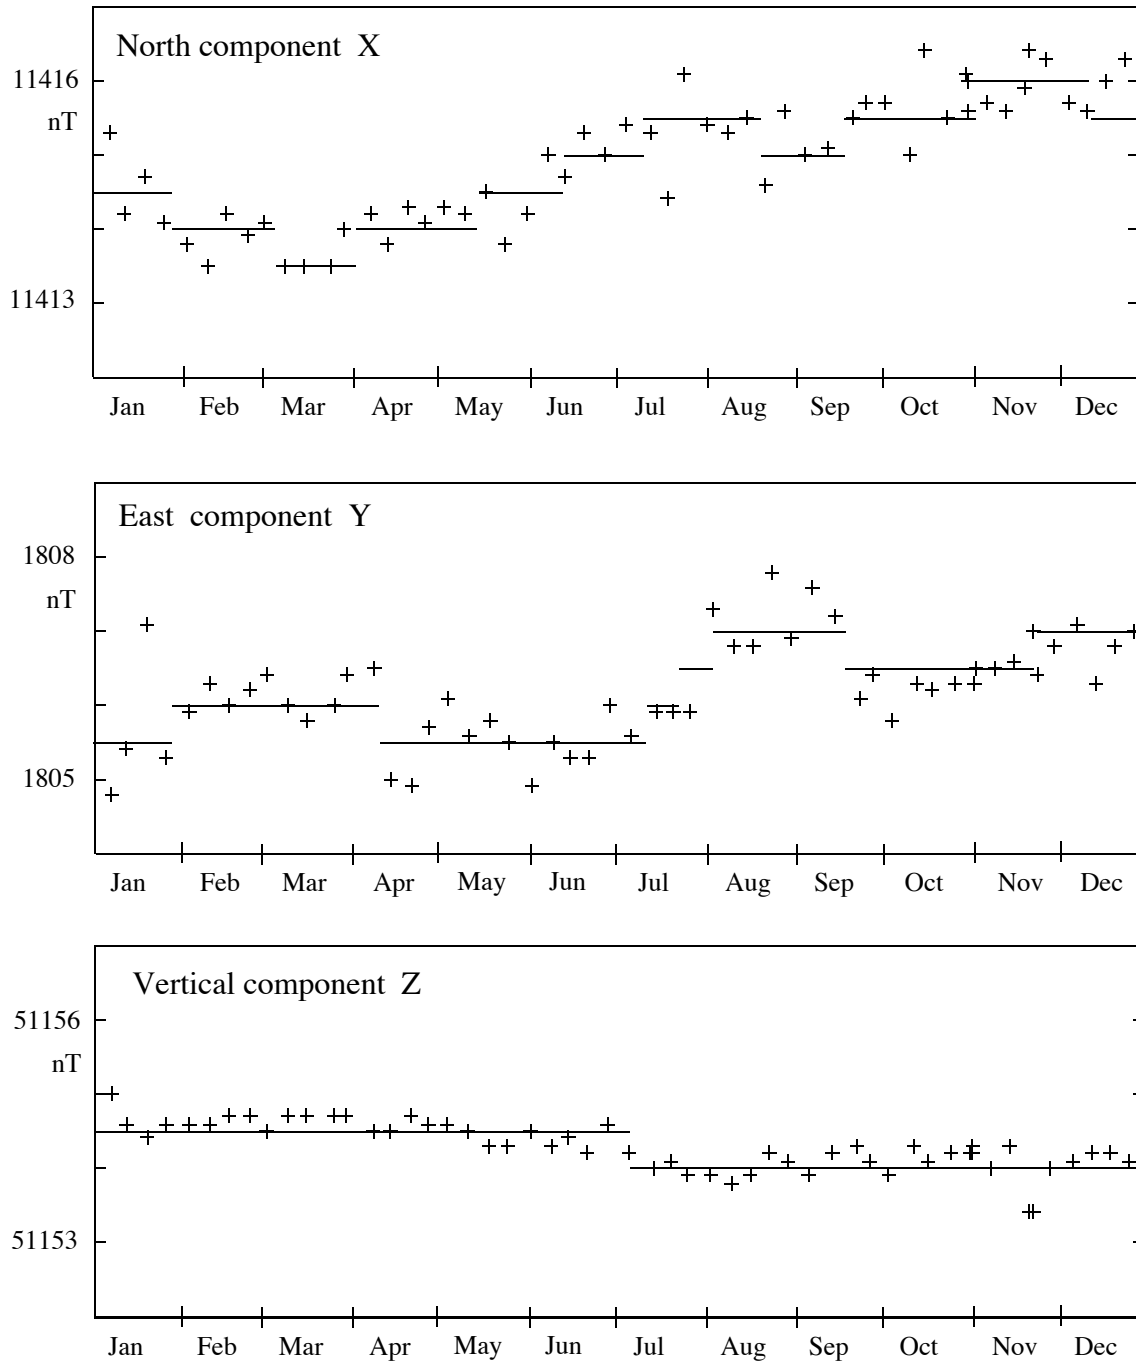 North component X
11416
nT
11413
Jan Feb Mar Apr May Jun Jul Aug Sep Oct Nov Dec
East component Y
1808
nT
1805
Jan Feb Mar Apr May Jun Jul Aug Sep Oct Nov Dec
Vertical component Z
51156
nT
51153
Jan Feb Mar Apr May Jun Jul Aug Sep Oct Nov Dec